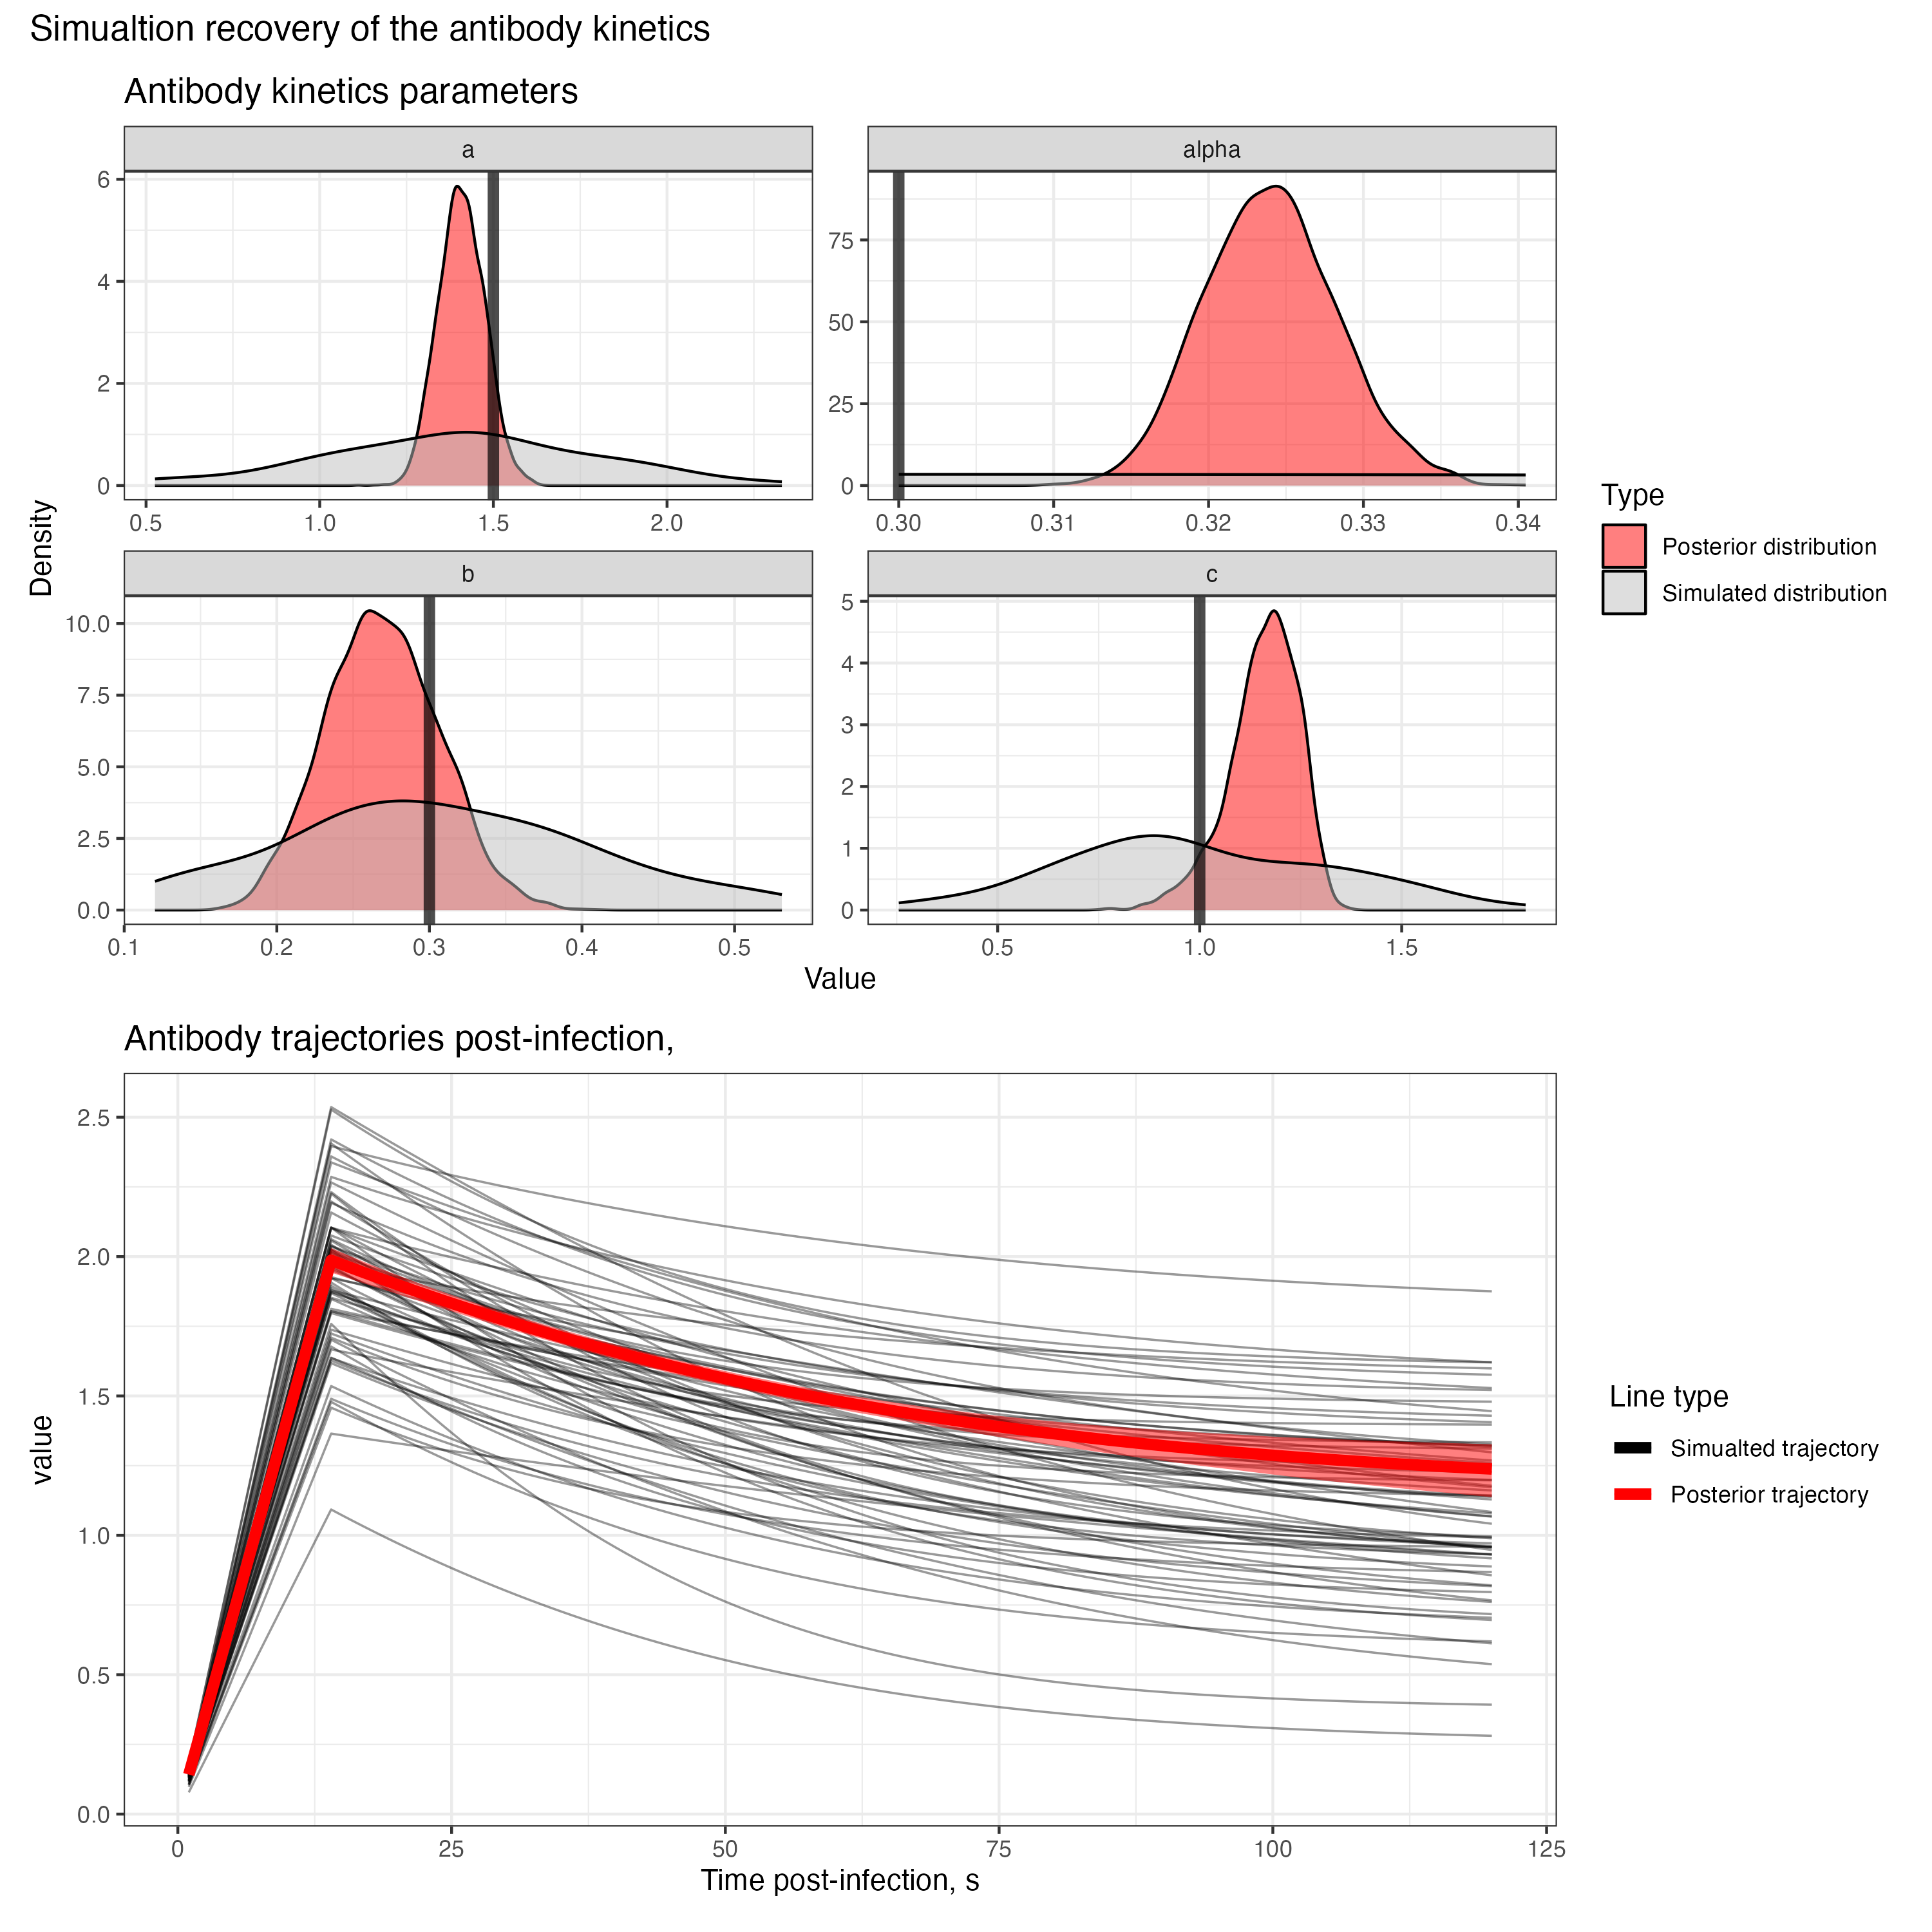 Simualtion recovery of the antibody kinetics
Antibody kinetics parameters
a
alpha
6
4
2
0
0.5 1.0 1.5 2.0
75
50
25
0
0.30 0.31 0.32 0.33 0.34
Density
b
c
10.0
7.5
5.0
2.5
0.0
0.1 0.2 0.3 0.4 0.5
5
4
3
2
1
0
0.5 1.0 1.5
Value
Type
Posterior distribution
Simulated distribution
Antibody trajectories post-infection,
value
2.5
2.0
1.5
1.0
0.5
0.0
0 25 50 75 100 125
Time post-infection, s
Line type
Simualted trajectory
Posterior trajectory